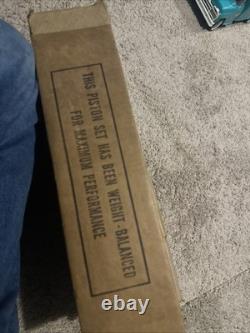 THIS PISTON SET HAS BEEN WEIGHT-BALANCED
FOR MAXIMUM PERFORMANCE